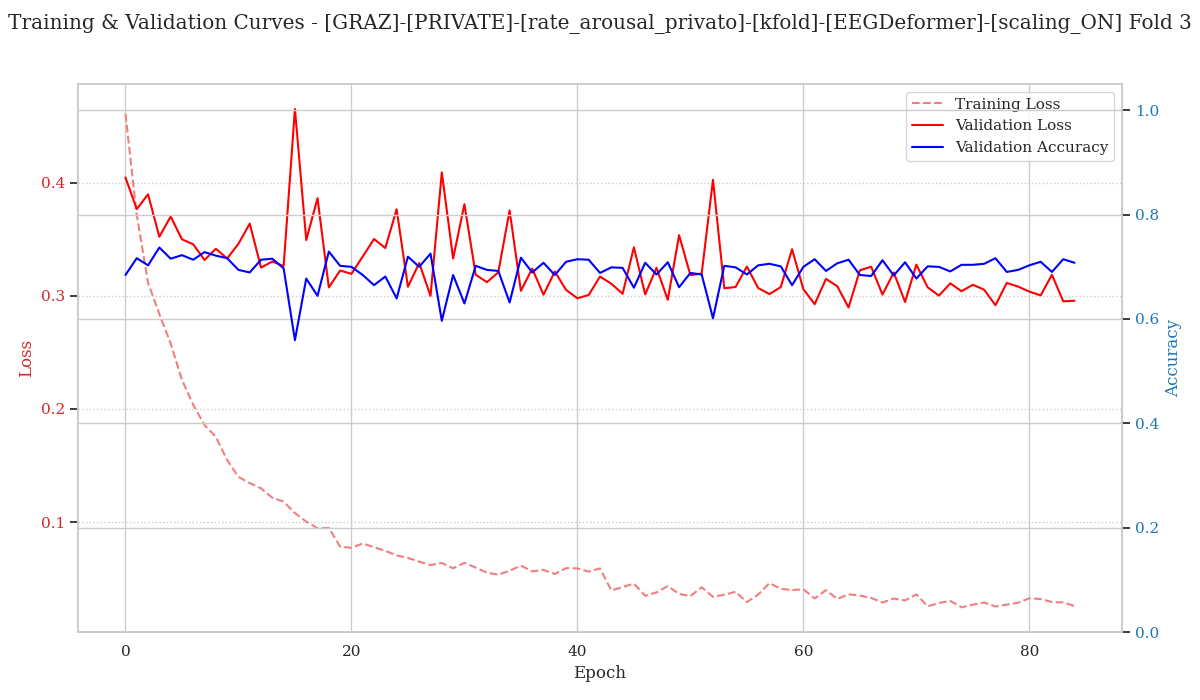 Training & Validation Curves - [GRAZ]-[PRIVATE]-[rate_arousal_privato]-[kfold]-[EEGDeformer]-[scaling_ON] Fold 3
Training Loss
Validation Loss
Validation Accuracy
0.4
0.3
0.2
0.1
Loss
1.0
0.8
0.6
0.4
0.2
0.0
Accuracy
0
20
40
60
80
Epoch